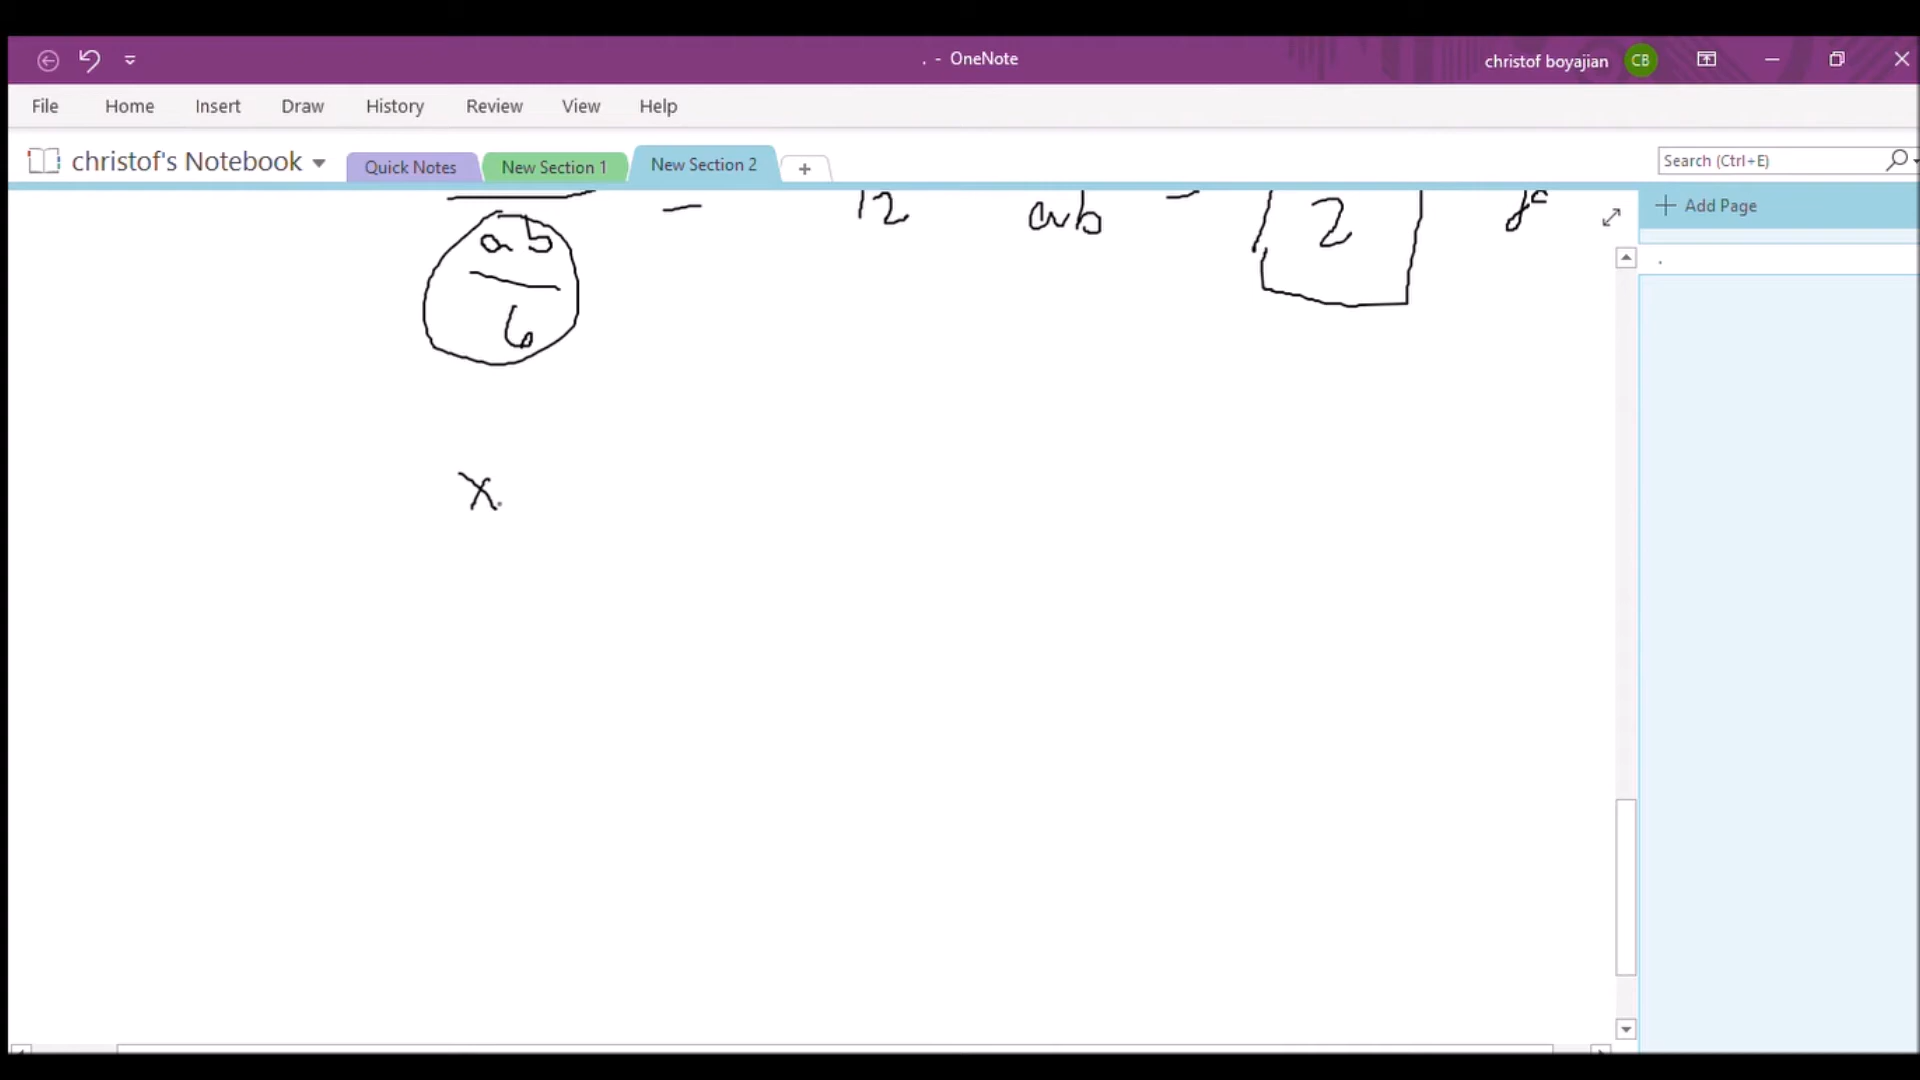 . - OneNote christof boyajian CB
File Home Insert Draw History Review View Help
christof's Notebook Quick Notes New Section 1 New Section 2 + Search (Ctrl+E)
+ Add Page
.
12 ab = 2
ab
6
x